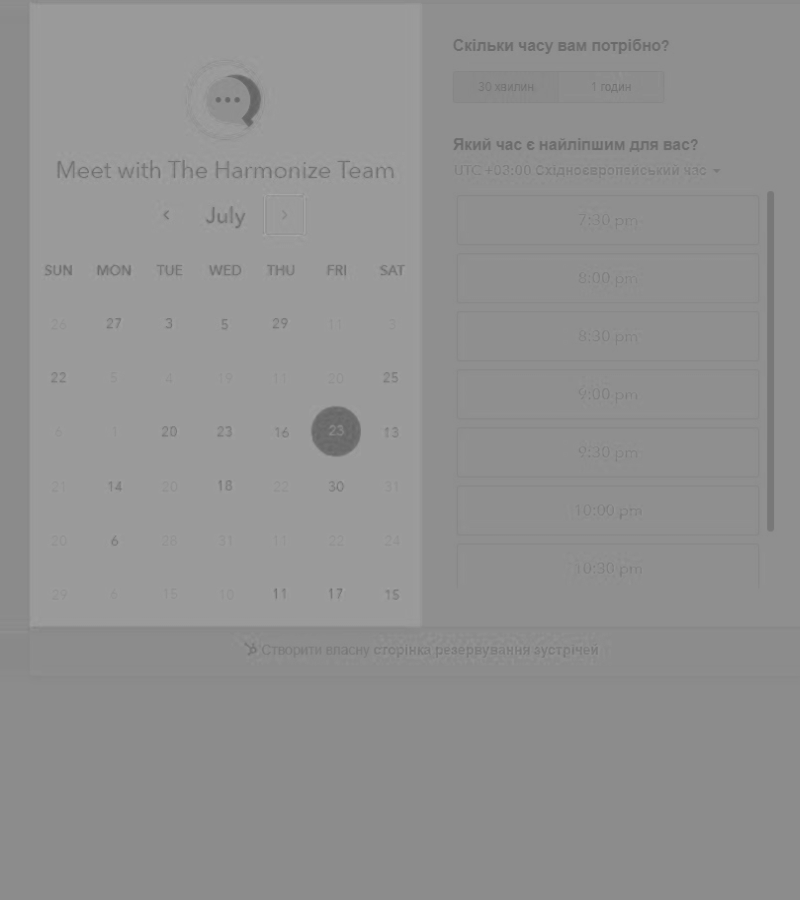 Meet with The Harmonize Team
July
SUN MON TUE WED THU FRI SAT
26 27 3 5 29 11 3
22 5 4 19 11 20 25
6 1 20 23 16 23 13
21 14 20 18 22 30 31
20 6 28 31 11 22 24
29 6 15 10 11 17 15
Скільки часу вам потрібно?
30 хвилин 1 годин
Який час є найліпшим для вас?
UTC +03:00 Східноєвропейський час
7:30 pm
8:00 pm
8:30 pm
9:00 pm
9:30 pm
10:00 pm
10:30 pm
Створити власну сторінка резервування зустрічей